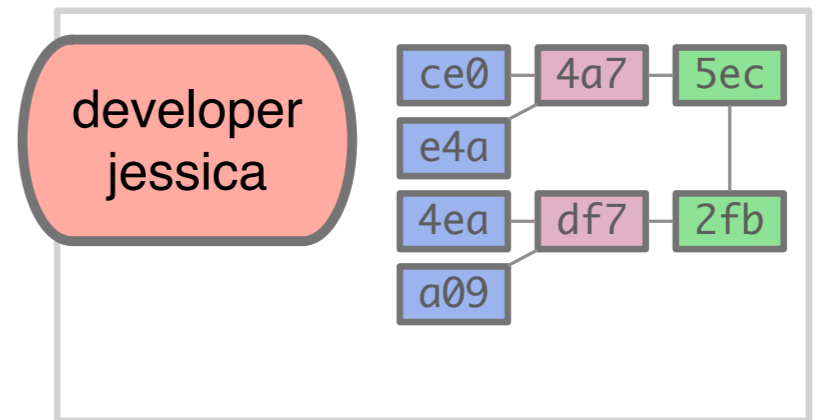 developer
jessica
ce0 4a7 5ec
e4a
4ea df7 2fb
a09